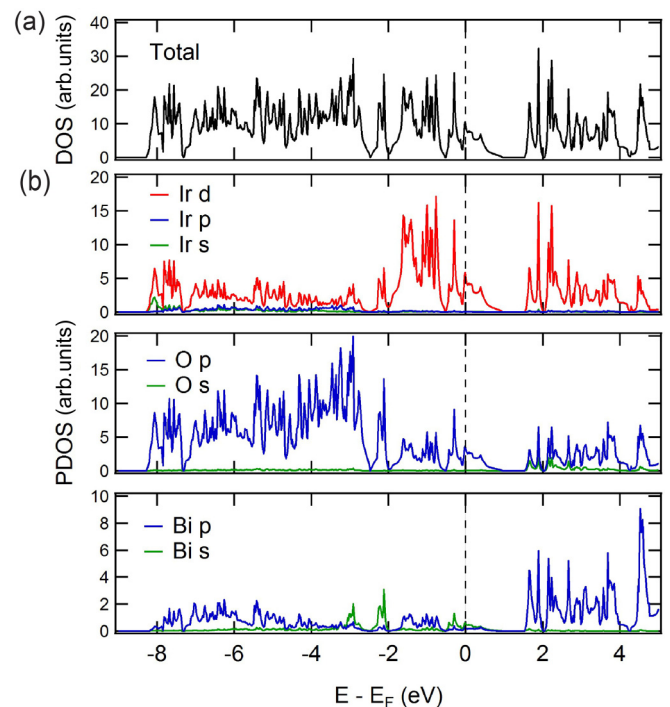 (a)
DOS (arb.units)
40
30
20
10
0
Total
(b)
20
15
10
5
0
Ir d
Ir p
Ir s
PDOS (arb.units)
20
15
10
5
0
O p
O s
10
8
6
4
2
0
Bi p
Bi s
-8 -6 -4 -2 0 2 4
E - E_F (eV)